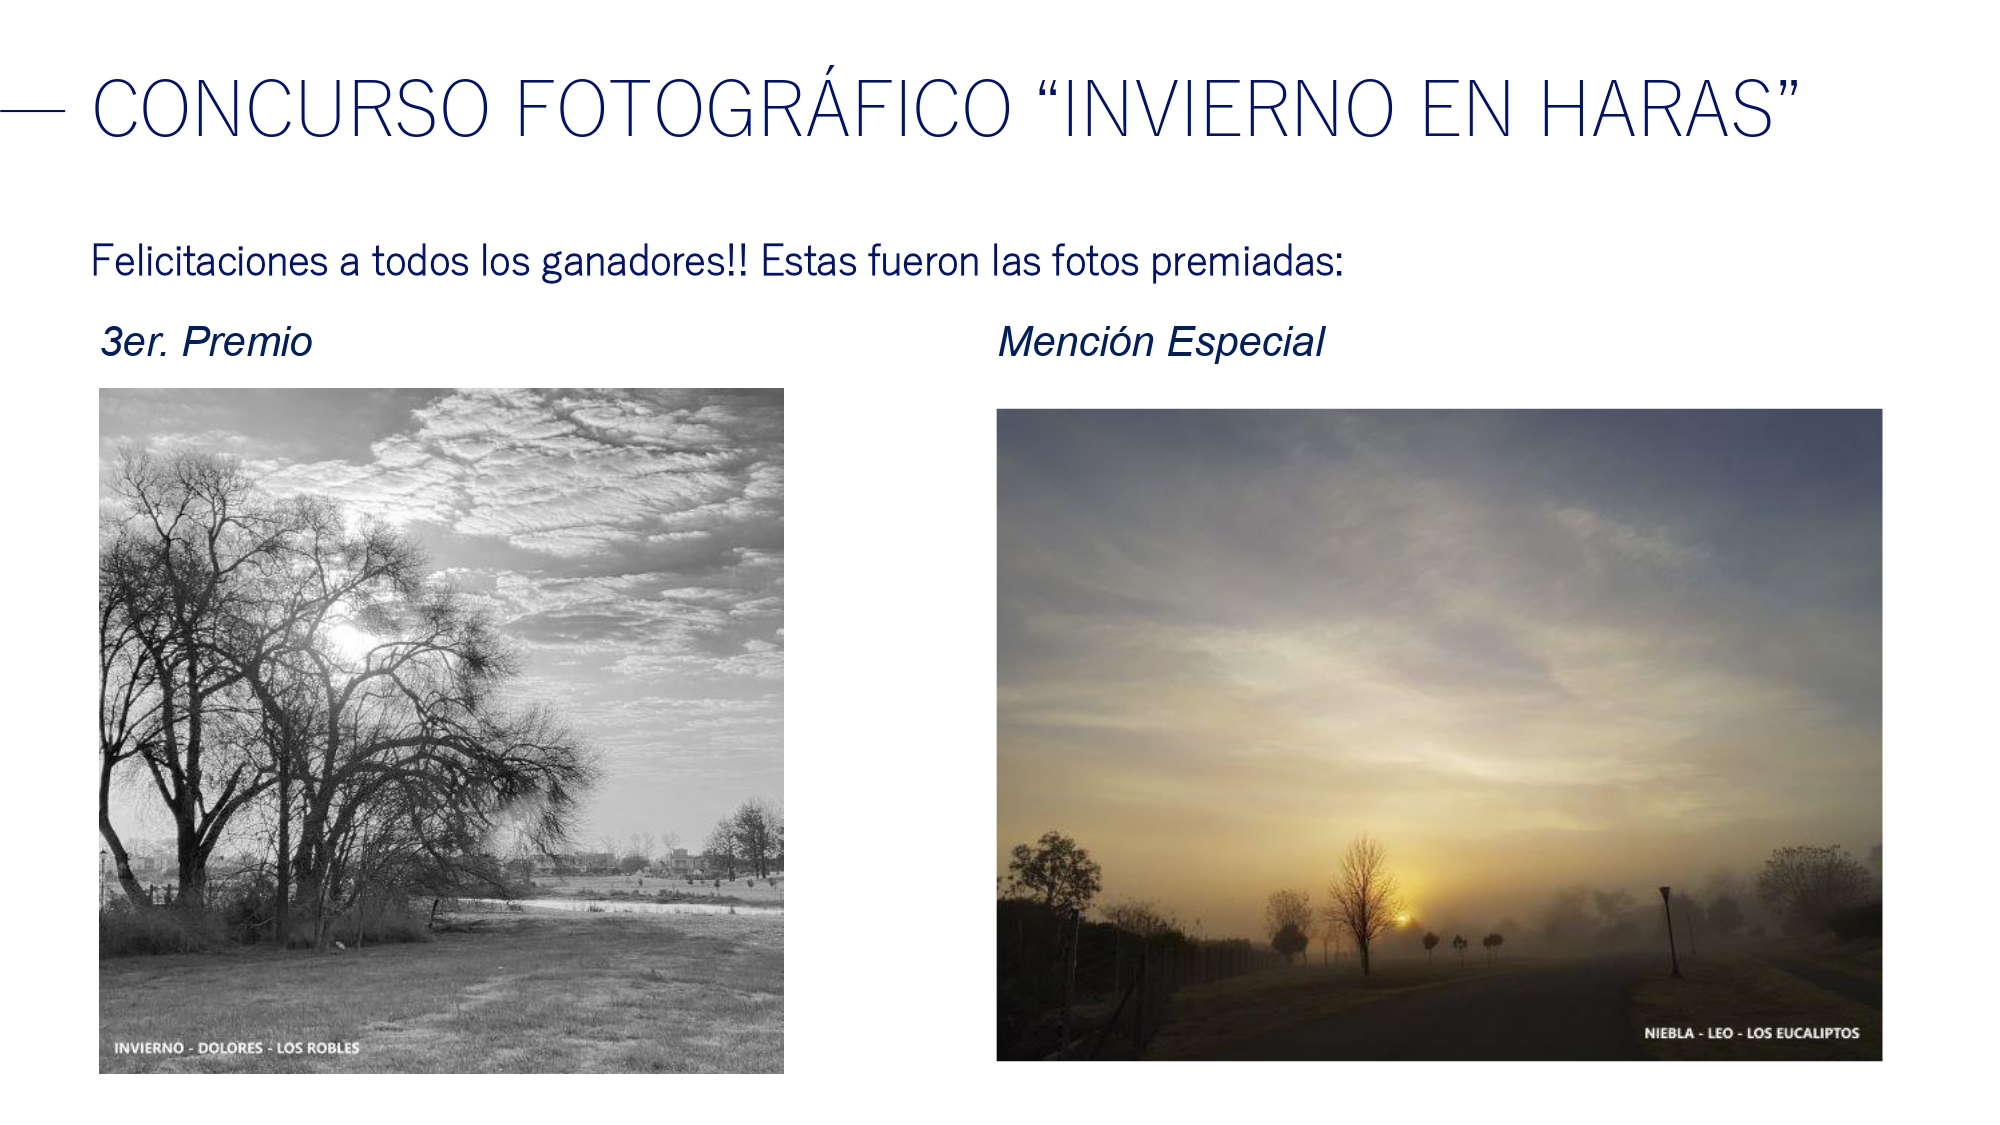 CONCURSO FOTOGRÁFICO “INVIERNO EN HARAS”
Felicitaciones a todos los ganadores!! Estas fueron las fotos premiadas:
3er. Premio
Mención Especial
INVIERNO - DOLORES - LOS ROBLES
NIEBLA - LEO - LOS EUCALIPTOS